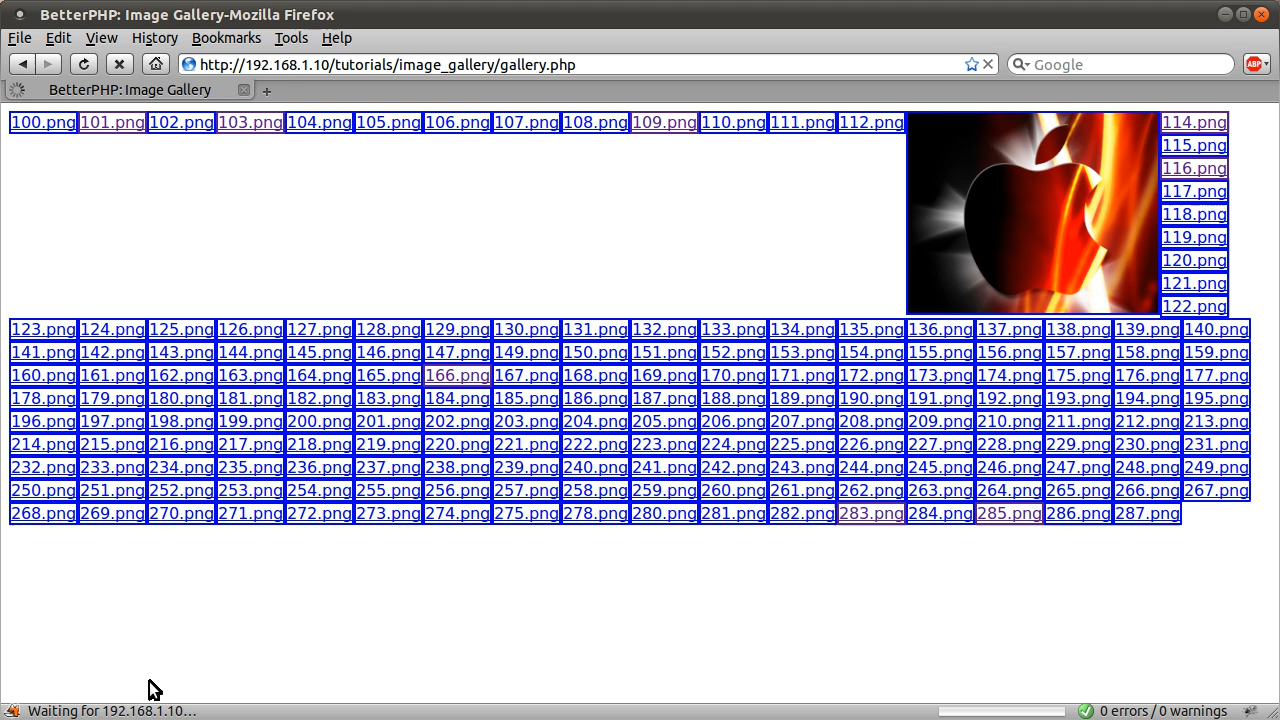 BetterPHP: Image Gallery-Mozilla Firefox
File Edit View History Bookmarks Tools Help
http://192.168.1.10/tutorials/image_gallery/gallery.php Google ABP
BetterPHP: Image Gallery
100.png 101.png 102.png 103.png 104.png 105.png 106.png 107.png 108.png 109.png 110.png 111.png 112.png 114.png
115.png
116.png
117.png
118.png
119.png
120.png
121.png
122.png
123.png 124.png 125.png 126.png 127.png 128.png 129.png 130.png 131.png 132.png 133.png 134.png 135.png 136.png 137.png 138.png 139.png 140.png
141.png 142.png 143.png 144.png 145.png 146.png 147.png 149.png 150.png 151.png 152.png 153.png 154.png 155.png 156.png 157.png 158.png 159.png
160.png 161.png 162.png 163.png 164.png 165.png 166.png 167.png 168.png 169.png 170.png 171.png 172.png 173.png 174.png 175.png 176.png 177.png
178.png 179.png 180.png 181.png 182.png 183.png 184.png 185.png 186.png 187.png 188.png 189.png 190.png 191.png 192.png 193.png 194.png 195.png
196.png 197.png 198.png 199.png 200.png 201.png 202.png 203.png 204.png 205.png 206.png 207.png 208.png 209.png 210.png 211.png 212.png 213.png
214.png 215.png 216.png 217.png 218.png 219.png 220.png 221.png 222.png 223.png 224.png 225.png 226.png 227.png 228.png 229.png 230.png 231.png
232.png 233.png 234.png 235.png 236.png 237.png 238.png 239.png 240.png 241.png 242.png 243.png 244.png 245.png 246.png 247.png 248.png 249.png
250.png 251.png 252.png 253.png 254.png 255.png 256.png 257.png 258.png 259.png 260.png 261.png 262.png 263.png 264.png 265.png 266.png 267.png
268.png 269.png 270.png 271.png 272.png 273.png 274.png 275.png 278.png 280.png 281.png 282.png 283.png 284.png 285.png 286.png 287.png
Waiting for 192.168.1.10... 0 errors / 0 warnings